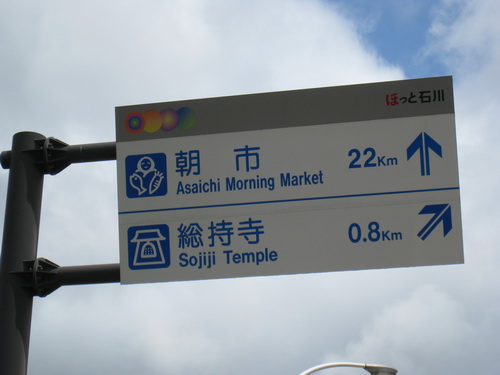 ほっと石川
朝市 22Km
Asaichi Morning Market
総持寺 0.8Km
Sojiji Temple